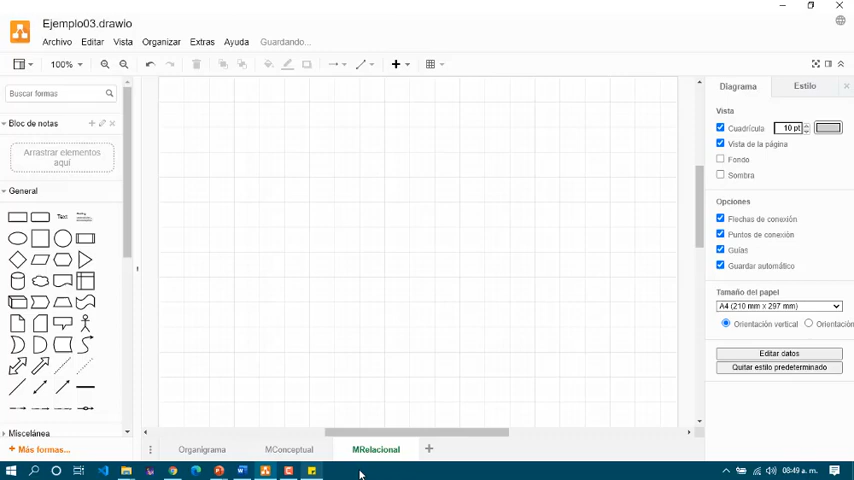 Ejemplo03.drawio
Archivo Editar Vista Organizar Extras Ayuda Guardando...
100%
Buscar formas
Bloc de notas
Arrastrar elementos
aquí
General
Text
Miscelánea
+ Más formas...
Organigrama MConceptual MRelacional
Diagrama Estilo
Vista
Cuadrícula 10 pt
Vista de la página
Fondo
Sombra
Opciones
Flechas de conexión
Puntos de conexión
Guías
Guardar automático
Tamaño del papel
A4 (210 mm x 297 mm)
Orientación vertical Orientación
Editar datos
Quitar estilo predeterminado
08:49 a. m.